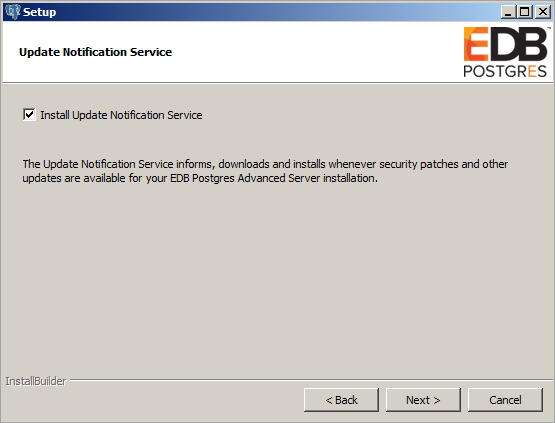 Setup
Update Notification Service
EDB™
POSTGRES
Install Update Notification Service
The Update Notification Service informs, downloads and installs whenever security patches and other
updates are available for your EDB Postgres Advanced Server installation.
InstallBuilder
< Back
Next >
Cancel